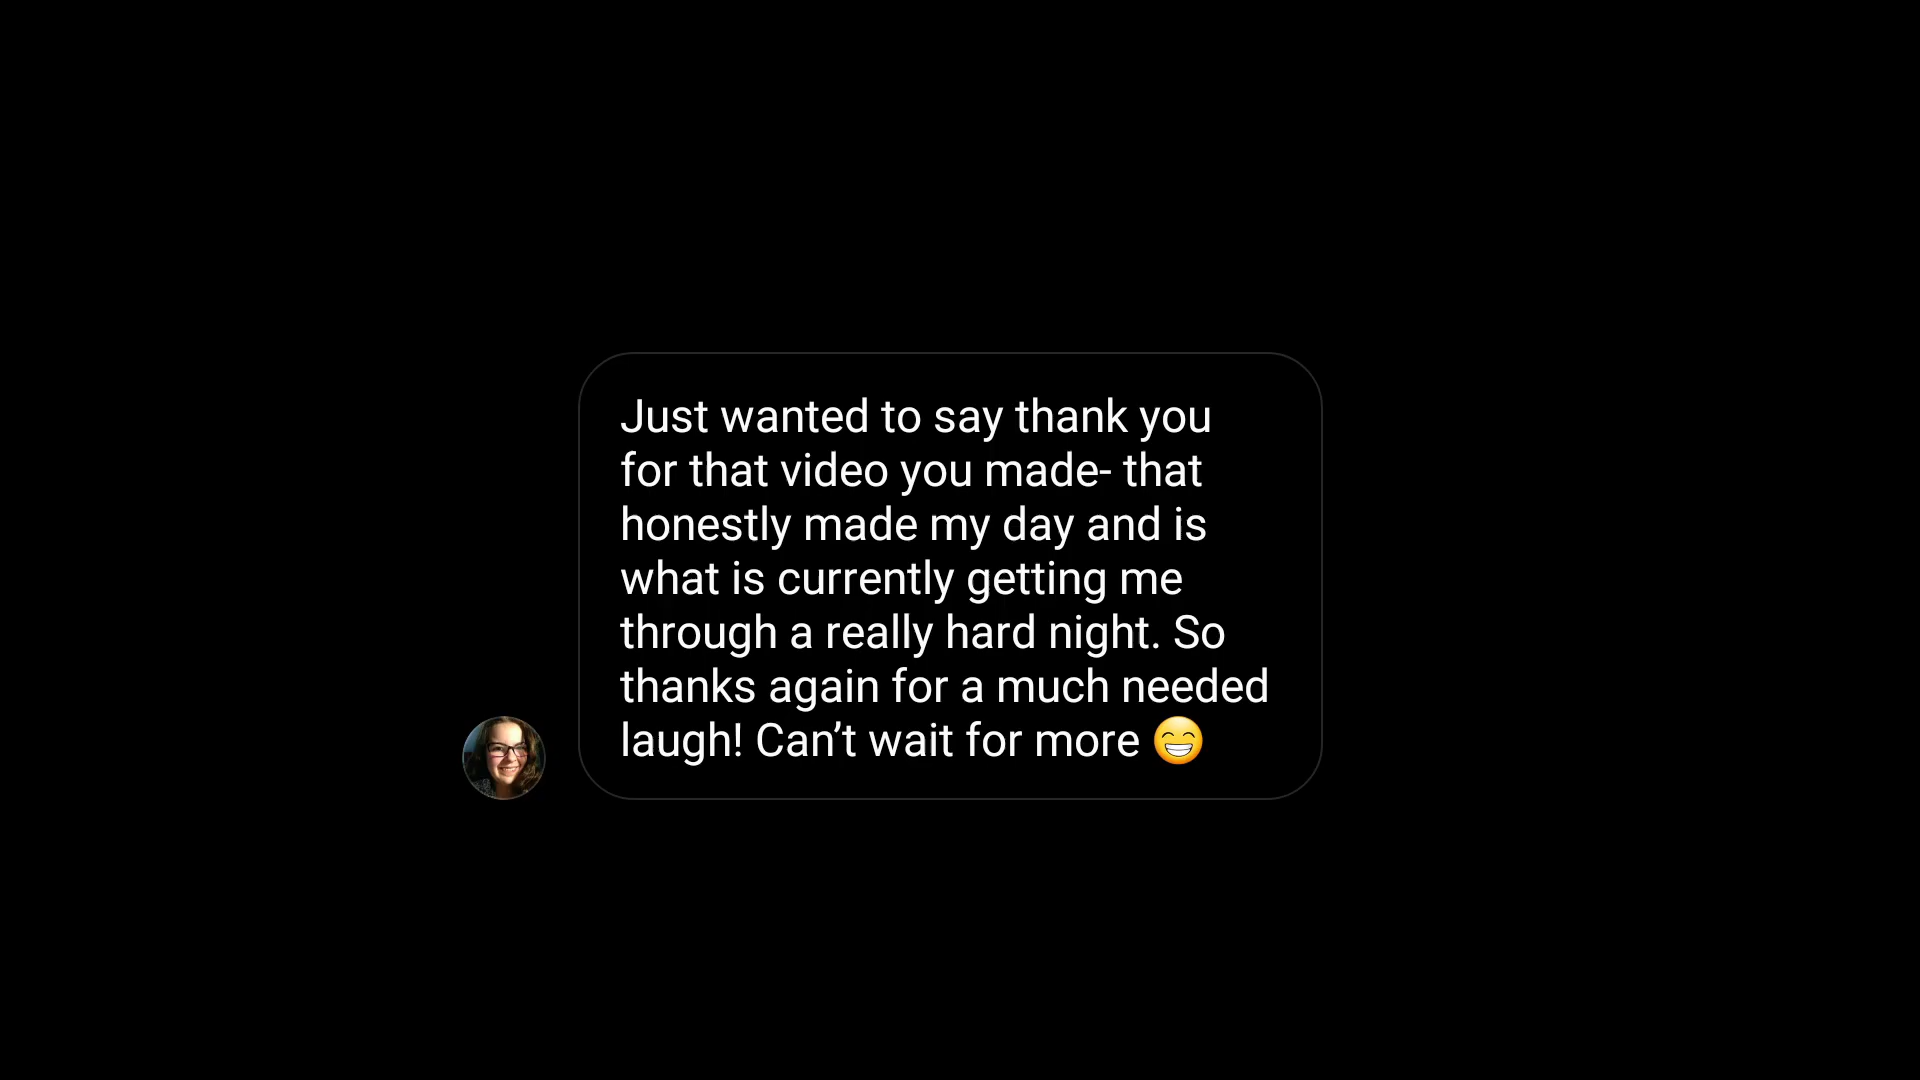 Just wanted to say thank you
for that video you made- that
honestly made my day and is
what is currently getting me
through a really hard night. So
thanks again for a much needed
laugh! Can’t wait for more 😁